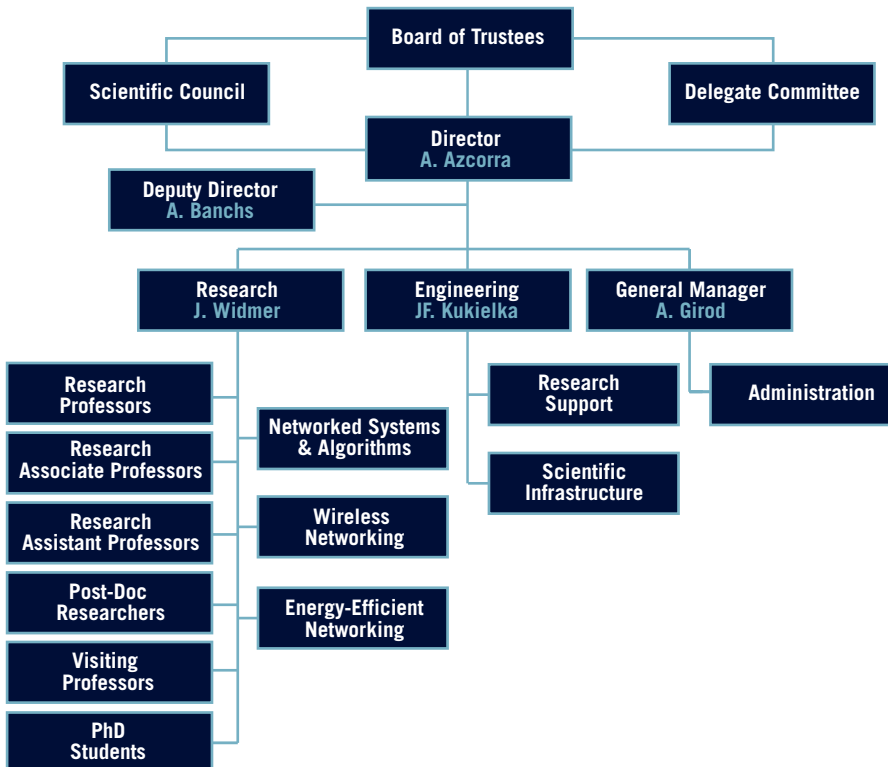 Board of Trustees
Scientific Council
Delegate Committee
Director
A. Azcorra
Deputy Director
A. Banchs
Research
J. Widmer
Engineering
JF. Kukielka
General Manager
A. Girod
Research
Professors
Research
Associate Professors
Research
Assistant Professors
Post-Doc
Researchers
Visiting
Professors
PhD
Students
Networked Systems
& Algorithms
Wireless
Networking
Energy-Efficient
Networking
Research
Support
Scientific
Infrastructure
Administration